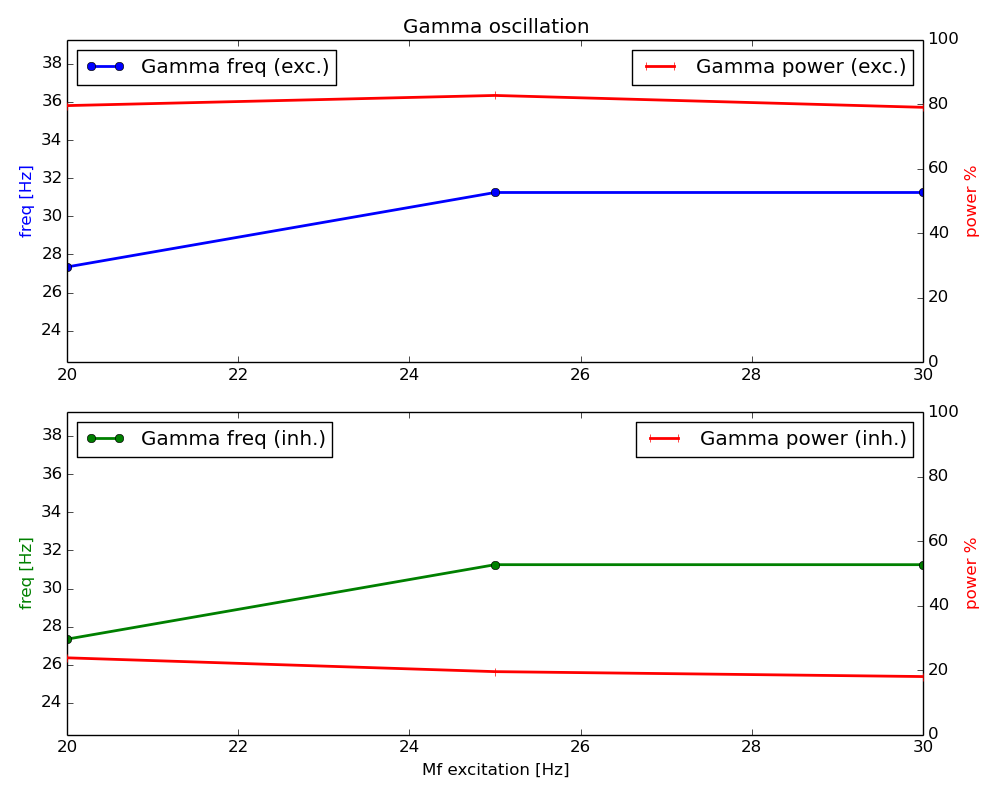 Gamma oscillation
Gamma freq (exc.)
Gamma power (exc.)
38
36
34
32
30
28
26
24
freq [Hz]
100
80
60
40
20
0
power %
20 22 24 26 28 30
Gamma freq (inh.)
Gamma power (inh.)
38
36
34
32
30
28
26
24
freq [Hz]
100
80
60
40
20
0
power %
20 22 24 26 28 30
Mf excitation [Hz]